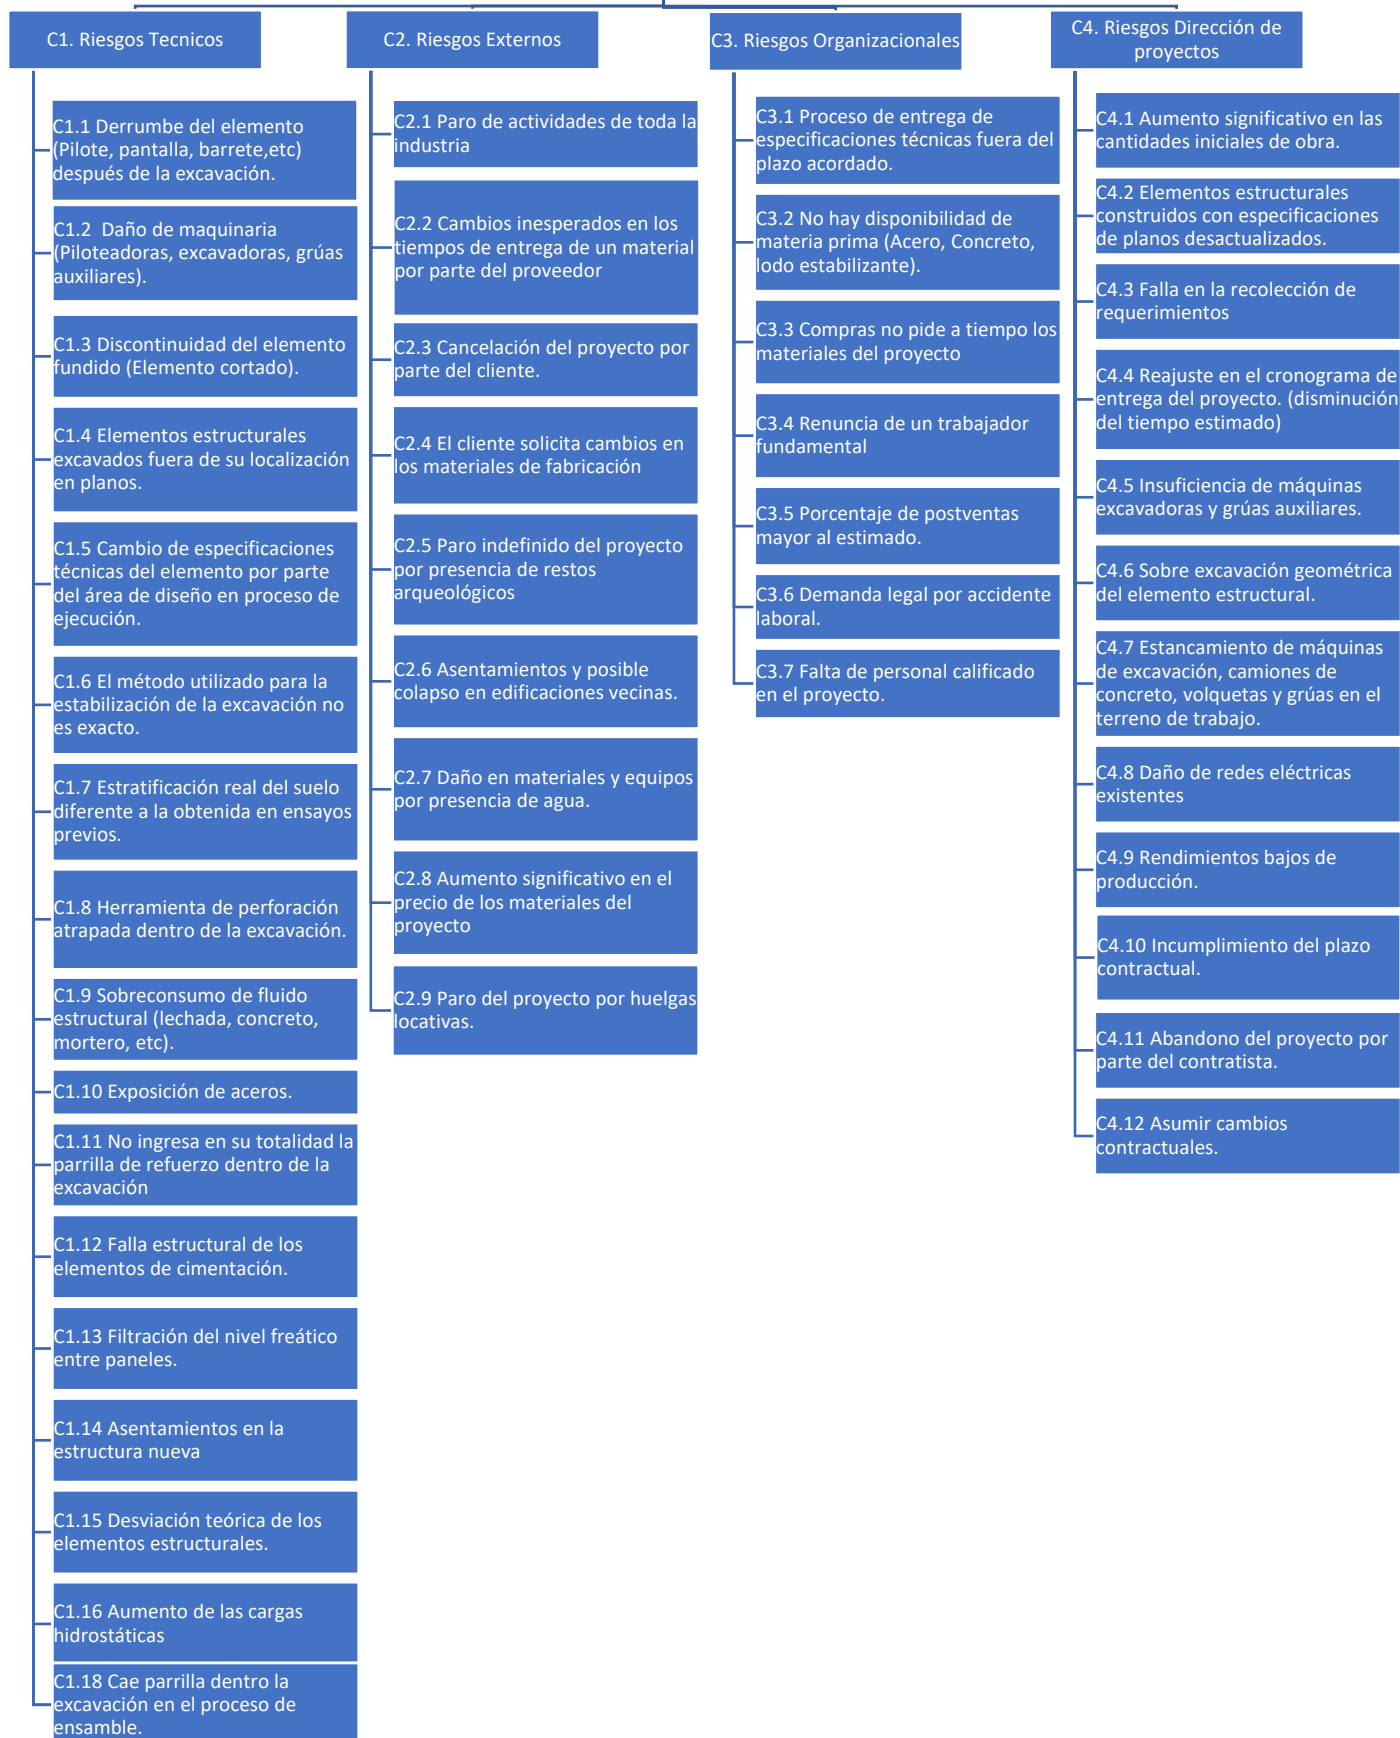 C1. Riesgos Tecnicos
C1.1 Derrumbe del elemento
(Pilote, pantalla, barrete,etc)
después de la excavación.
C1.2 Daño de maquinaria
(Piloteadoras, excavadoras, grúas
auxiliares).
C1.3 Discontinuidad del elemento
fundido (Elemento cortado).
C1.4 Elementos estructurales
excavados fuera de su localización
en planos.
C1.5 Cambio de especificaciones
técnicas del elemento por parte
del área de diseño en proceso de
ejecución.
C1.6 El método utilizado para la
estabilización de la excavación no
es exacto.
C1.7 Estratificación real del suelo
diferente a la obtenida en ensayos
previos.
C1.8 Herramienta de perforación
atrapada dentro de la excavación.
C1.9 Sobreconsumo de fluido
estructural (lechada, concreto,
mortero, etc).
C1.10 Exposición de aceros.
C1.11 No ingresa en su totalidad la
parrilla de refuerzo dentro de la
excavación
C1.12 Falla estructural de los
elementos de cimentación.
C1.13 Filtración del nivel freático
entre paneles.
C1.14 Asentamientos en la
estructura nueva
C1.15 Desviación teórica de los
elementos estructurales.
C1.16 Aumento de las cargas
hidrostáticas
C1.18 Cae parrilla dentro la
excavación en el proceso de
ensamble.
C2. Riesgos Externos
C2.1 Paro de actividades de toda la
industria
C2.2 Cambios inesperados en los
tiempos de entrega de un material
por parte del proveedor
C2.3 Cancelación del proyecto por
parte del cliente.
C2.4 El cliente solicita cambios en
los materiales de fabricación
C2.5 Paro indefinido del proyecto
por presencia de restos
arqueológicos
C2.6 Asentamientos y posible
colapso en edificaciones vecinas.
C2.7 Daño en materiales y equipos
por presencia de agua.
C2.8 Aumento significativo en el
precio de los materiales del
proyecto
C2.9 Paro del proyecto por huelgas
locativas.
C3. Riesgos Organizacionales
C3.1 Proceso de entrega de
especificaciones técnicas fuera del
plazo acordado.
C3.2 No hay disponibilidad de
materia prima (Acero, Concreto,
lodo estabilizante).
C3.3 Compras no pide a tiempo los
materiales del proyecto
C3.4 Renuncia de un trabajador
fundamental
C3.5 Porcentaje de postventas
mayor al estimado.
C3.6 Demanda legal por accidente
laboral.
C3.7 Falta de personal calificado
en el proyecto.
C4. Riesgos Dirección de
proyectos
C4.1 Aumento significativo en las
cantidades iniciales de obra.
C4.2 Elementos estructurales
construidos con especificaciones
de planos desactualizados.
C4.3 Falla en la recolección de
requerimientos
C4.4 Reajuste en el cronograma de
entrega del proyecto. (disminución
del tiempo estimado)
C4.5 Insuficiencia de máquinas
excavadoras y grúas auxiliares.
C4.6 Sobre excavación geométrica
del elemento estructural.
C4.7 Estancamiento de máquinas
de excavación, camiones de
concreto, volquetas y grúas en el
terreno de trabajo.
C4.8 Daño de redes eléctricas
existentes
C4.9 Rendimientos bajos de
producción.
C4.10 Incumplimiento del plazo
contractual.
C4.11 Abandono del proyecto por
parte del contratista.
C4.12 Asumir cambios
contractuales.